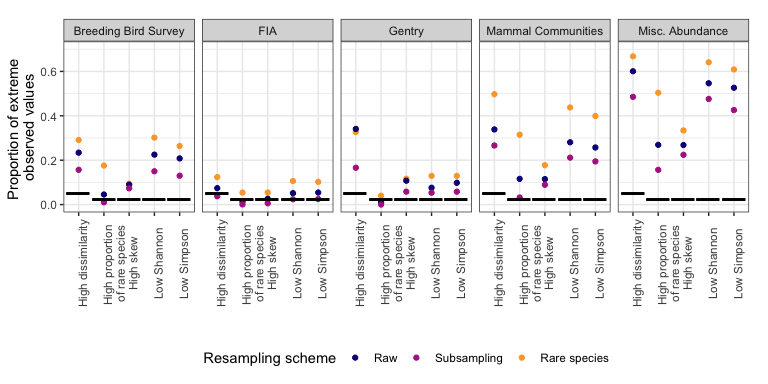 Breeding Bird Survey
FIA
Gentry
Mammal Communities
Misc. Abundance
Proportion of extreme
observed values
0.6
0.4
0.2
0.0
High dissimilarity
High proportion
of rare species
High skew
Low Shannon
Low Simpson
High dissimilarity
High proportion
of rare species
High skew
Low Shannon
Low Simpson
High dissimilarity
High proportion
of rare species
High skew
Low Shannon
Low Simpson
High dissimilarity
High proportion
of rare species
High skew
Low Shannon
Low Simpson
High dissimilarity
High proportion
of rare species
High skew
Low Shannon
Low Simpson
Resampling scheme
Raw
Subsampling
Rare species